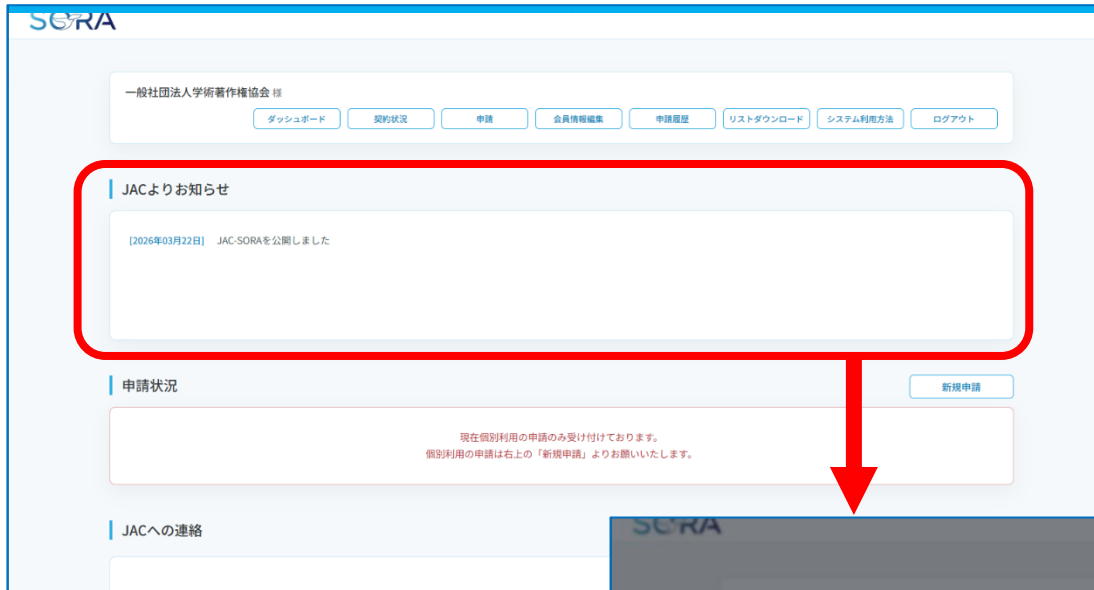 SORA
一般社団法人学術著作権協会 様
ダッシュボード 契約状況 申請 会員情報編集 申請履歴 リストダウンロード システム利用方法 ログアウト
JACよりお知らせ
[2026年03月22日] JAC-SORAを公開しました
申請状況 新規申請
現在個別利用の申請のみ受け付けております。
個別利用の申請は右上の「新規申請」よりお願いいたします。
JACへの連絡
SORA